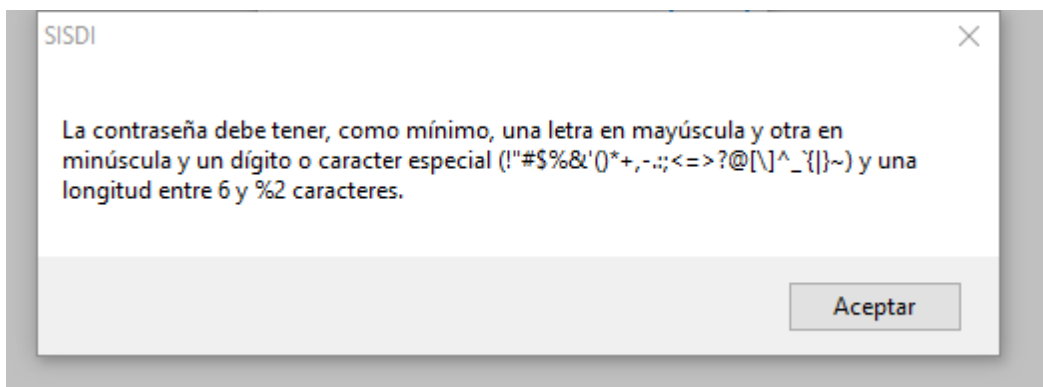 SISDI
La contraseña debe tener, como mínimo, una letra en mayúscula y otra en
minúscula y un dígito o caracter especial (!"#$%&'()*+,-.:;<=>?@[\]^_`{|}~) y una
longitud entre 6 y %2 caracteres.
Aceptar